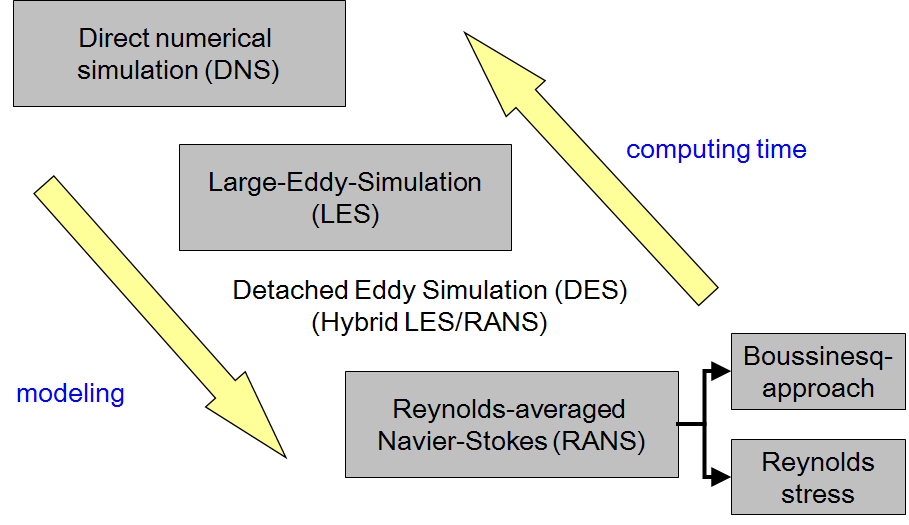 Direct numerical
simulation (DNS)
computing time
Large-Eddy-Simulation
(LES)
Detached Eddy Simulation (DES)
(Hybrid LES/RANS)
modeling
Reynolds-averaged
Navier-Stokes (RANS)
Boussinesq-
approach
Reynolds
stress